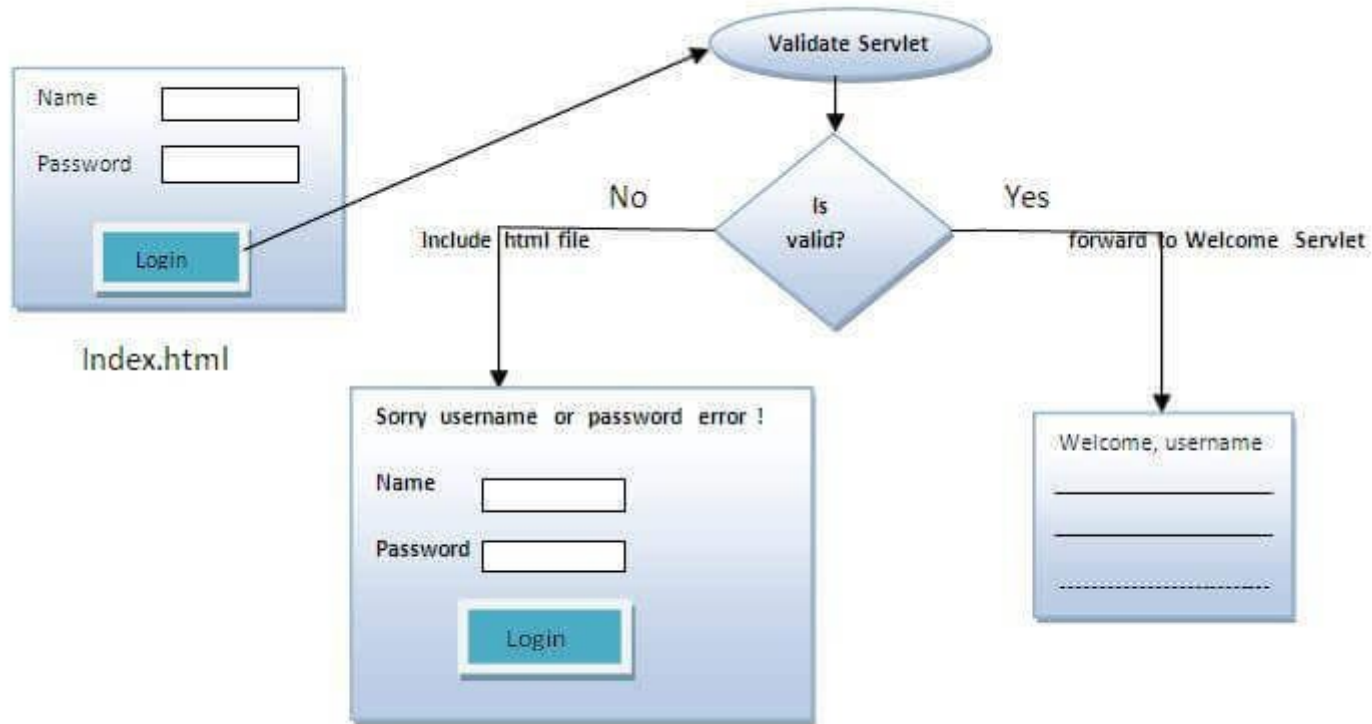 Validate Servlet
Name
Password
Login
Index.html
Is
valid?
No
Include html file
Yes
forward to Welcome Servlet
Sorry username or password error !
Name
Password
Login
Welcome, username